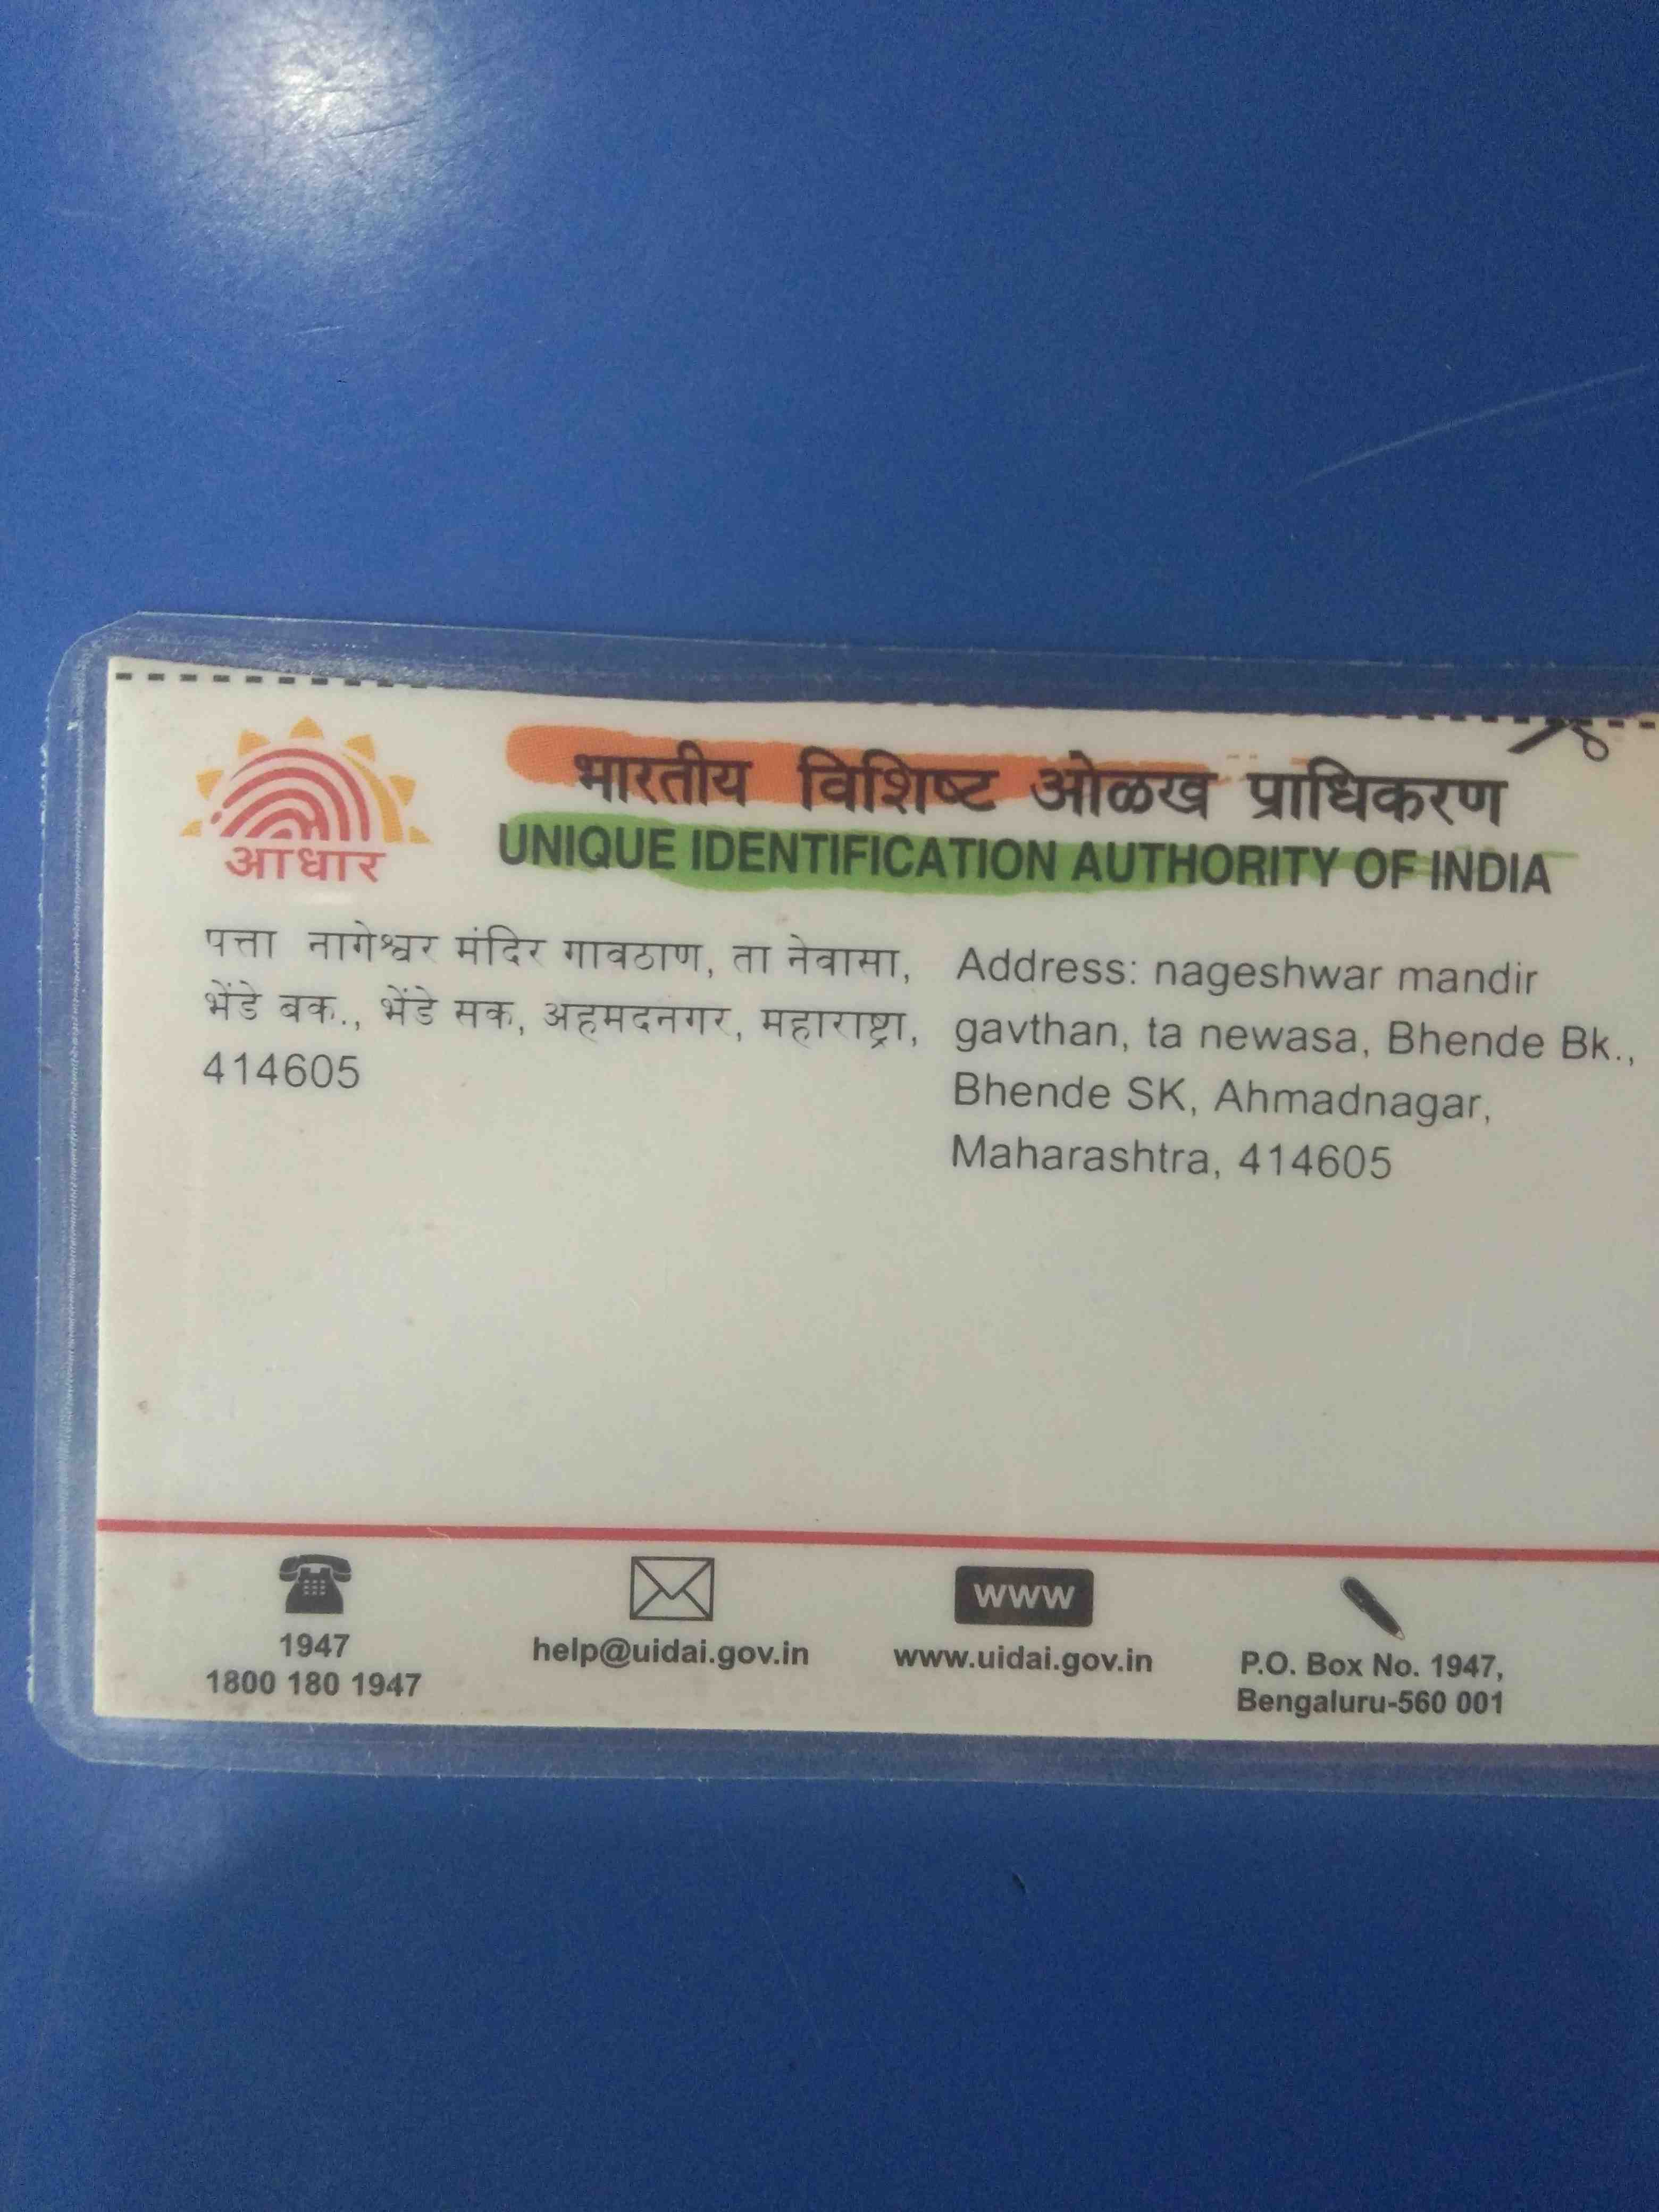 आधार
भारतीय विशिष्ट ओळख प्राधिकरण
UNIQUE IDENTIFICATION AUTHORITY OF INDIA
पत्ता नागेश्वर मंदिर गावठाण, ता नेवासा,
भेंडे बक., भेंडे सक, अहमदनगर, महाराष्ट्रा,
414605
Address: nageshwar mandir
gavthan, ta newasa, Bhende Bk.,
Bhende SK, Ahmadnagar,
Maharashtra, 414605
1947
1800 180 1947
help@uidai.gov.in
www
www.uidai.gov.in
P.O. Box No. 1947,
Bengaluru-560 001